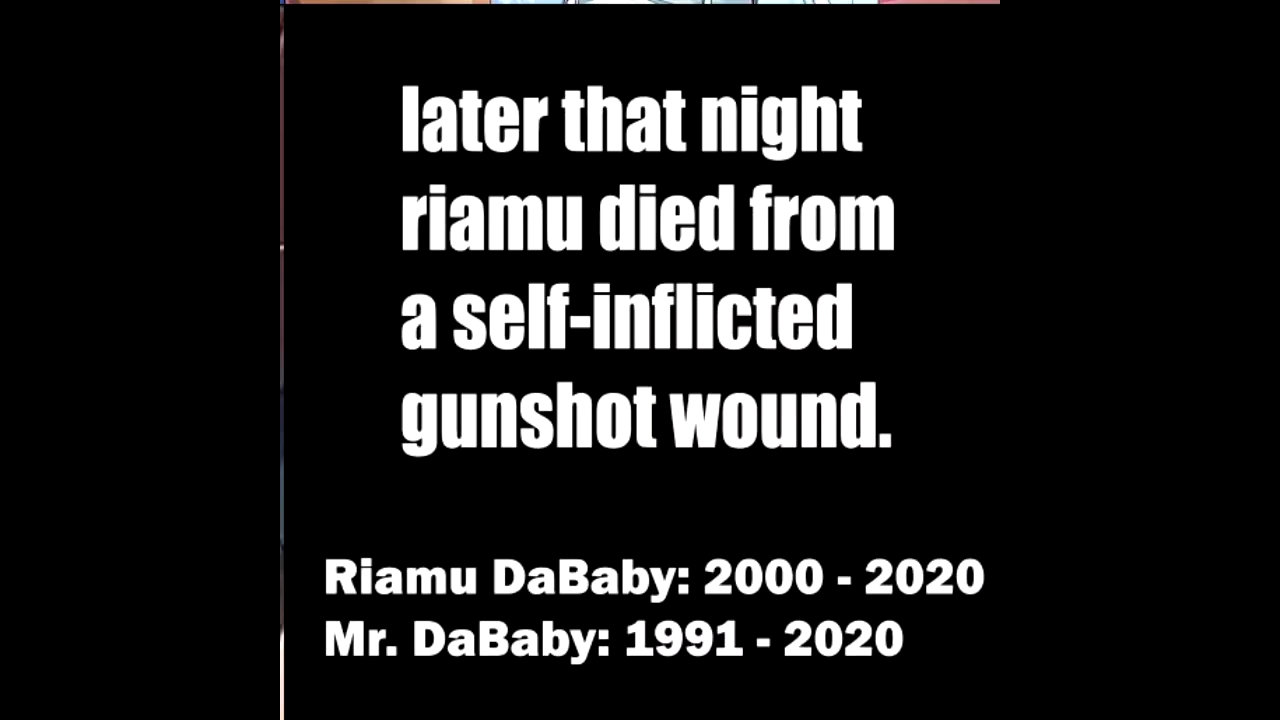 later that night
riamu died from
a self-inflicted
gunshot wound.
Riamu DaBaby: 2000 - 2020
Mr. DaBaby: 1991 - 2020